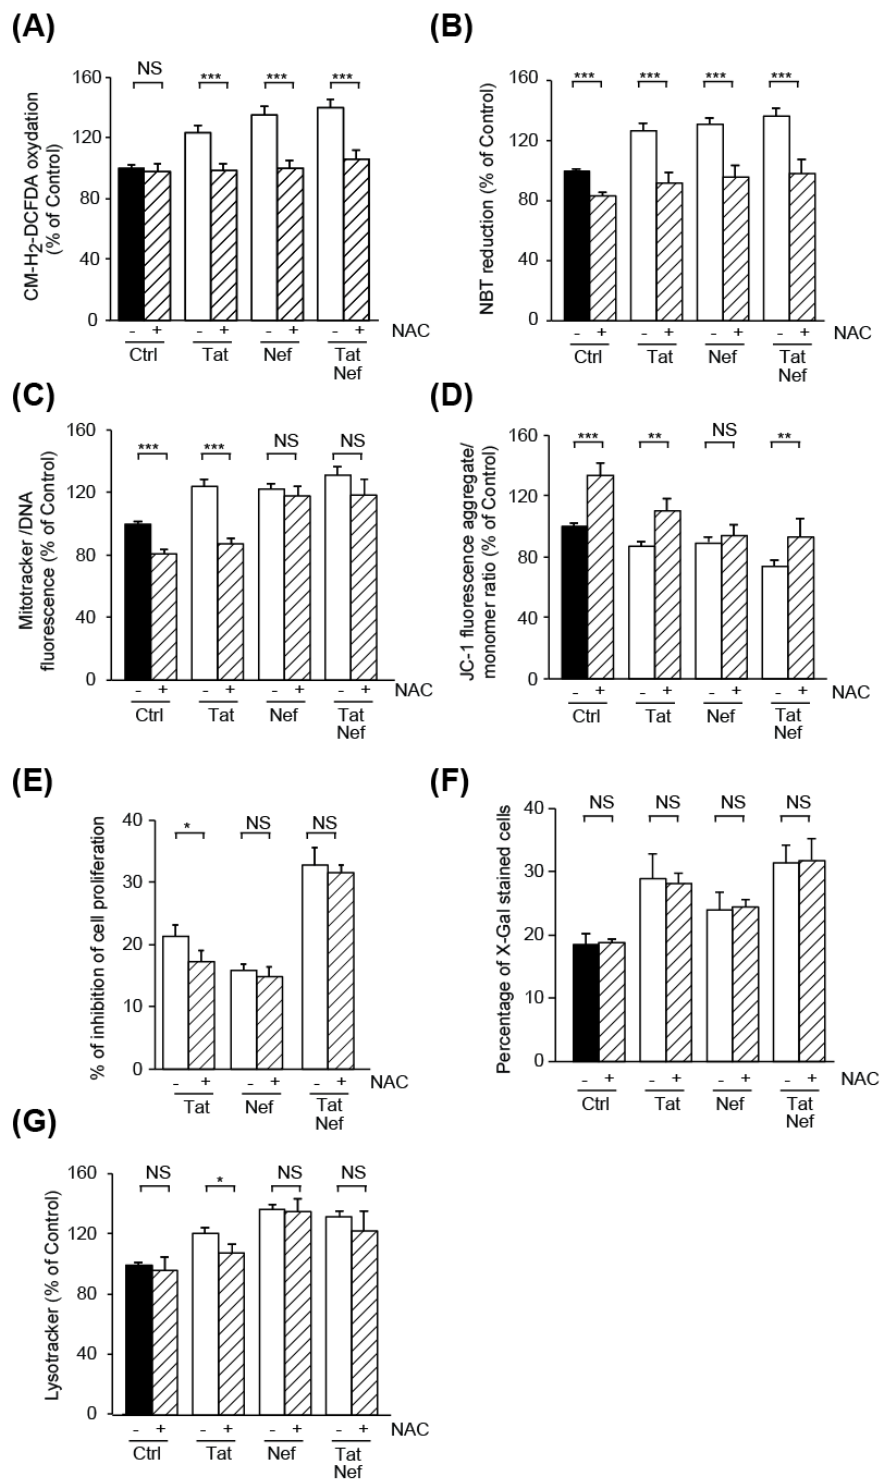 (A)
CM-H2-DCFDA oxydation
(% of Control)
160
120
80
40
0
NS
***
***
***
- + - + - + - + NAC
Ctrl Tat Nef Tat
Nef
(B)
NBT reduction (% of Control)
160
120
80
40
0
***
***
***
***
- + - + - + - + NAC
Ctrl Tat Nef Tat
Nef
(C)
Mitotracker /DNA
fluorescence (% of Control)
160
120
80
40
0
***
***
NS
NS
- + - + - + - + NAC
Ctrl Tat Nef Tat
Nef
(D)
JC-1 fluorescence aggregate/
monomer ratio (% of Control)
160
120
80
40
0
***
**
NS
**
- + - + - + - + NAC
Ctrl Tat Nef Tat
Nef
(E)
% of inhibition of cell proliferation
40
30
20
10
0
*
NS
NS
- + - + - + NAC
Tat Nef Tat
Nef
(F)
Percentage of X-Gal stained cells
40
30
20
10
0
NS
NS
NS
NS
- + - + - + - + NAC
Ctrl Tat Nef Tat
Nef
(G)
Lysotracker (% of Control)
160
120
80
40
0
NS
*
NS
NS
- + - + - + - + NAC
Ctrl Tat Nef Tat
Nef